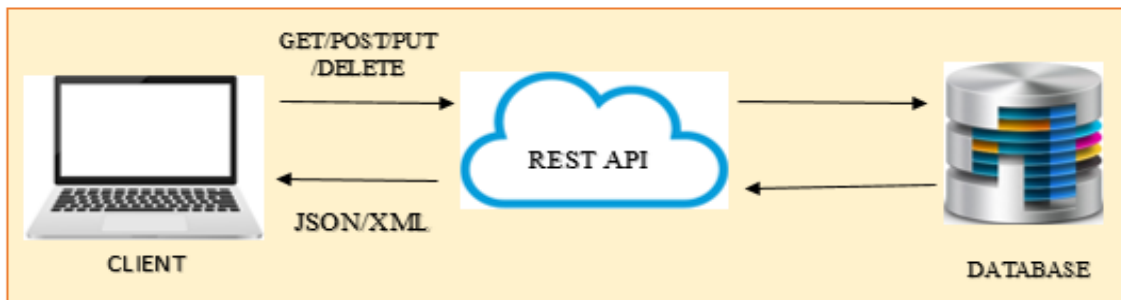 GET/POST/PUT
/DELETE
REST API
JSON/XML
CLIENT
DATABASE